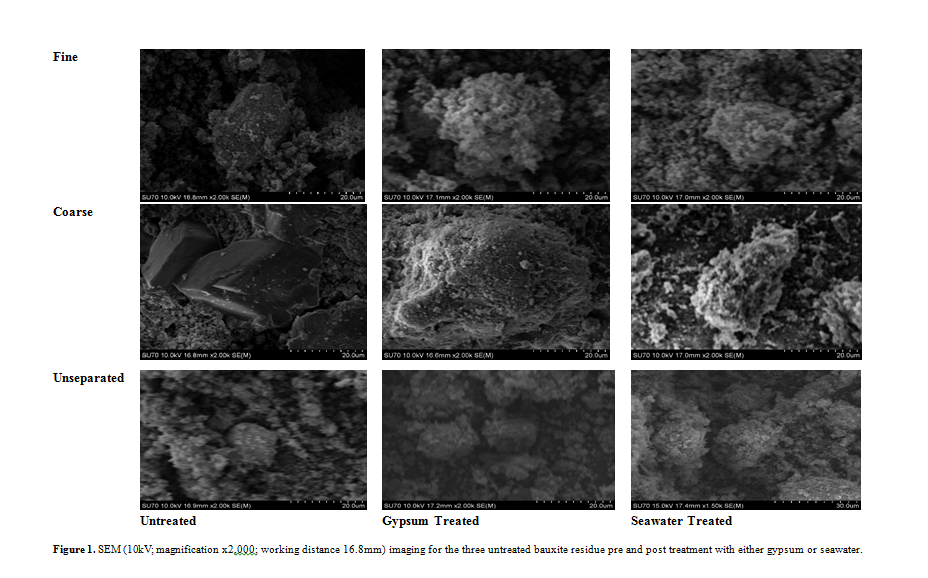 Fine
SU70 10.0kV 16.8mm x2.00k SE(M) 20.0um
SU70 10.0kV 17.1mm x2.00k SE(M) 20.0um
SU70 10.0kV 17.0mm x2.00k SE(M) 20.0um
Coarse
SU70 10.0kV 16.8mm x2.00k SE(M) 20.0um
SU70 10.0kV 16.6mm x2.00k SE(M) 20.0um
SU70 10.0kV 17.0mm x2.00k SE(M) 20.0um
Unseparated
SU70 10.0kV 16.9mm x2.00k SE(M) 20.0um
SU70 10.0kV 17.2mm x2.00k SE(M) 20.0um
SU70 15.0kV 17.4mm x1.50k SE(M) 30.0um
Untreated
Gypsum Treated
Seawater Treated
Figure 1. SEM (10kV; magnification x2,000; working distance 16.8mm) imaging for the three untreated bauxite residue pre and post treatment with either gypsum or seawater.